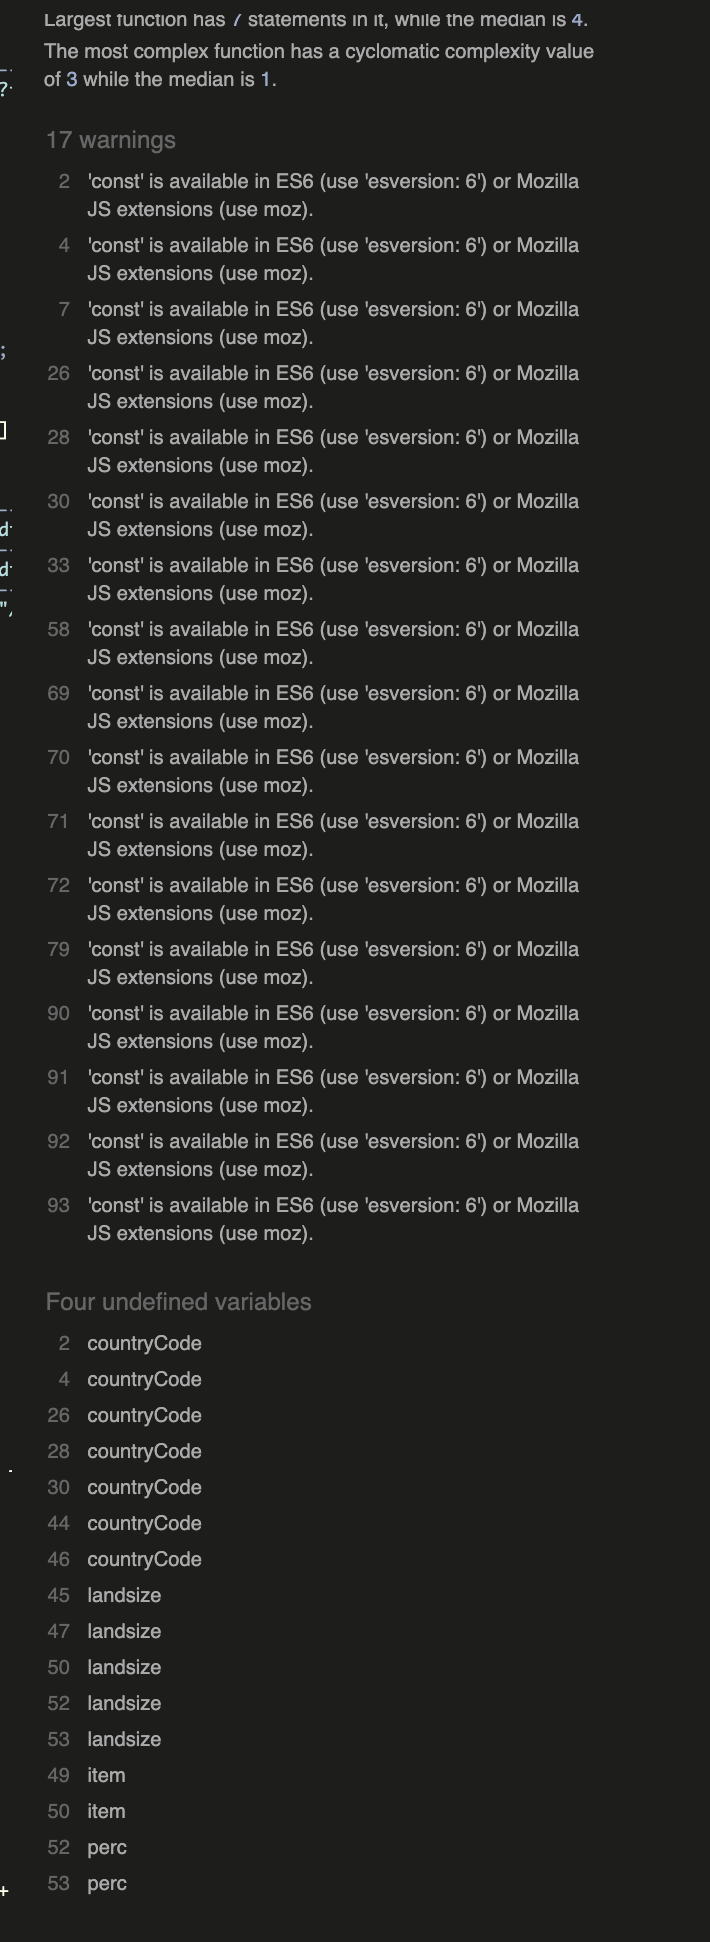 Largest function has 7 statements in it, while the median is 4.
The most complex function has a cyclomatic complexity value
of 3 while the median is 1.
17 warnings
2 'const' is available in ES6 (use 'esversion: 6') or Mozilla
JS extensions (use moz).
4 'const' is available in ES6 (use 'esversion: 6') or Mozilla
JS extensions (use moz).
7 'const' is available in ES6 (use 'esversion: 6') or Mozilla
JS extensions (use moz).
26 'const' is available in ES6 (use 'esversion: 6') or Mozilla
JS extensions (use moz).
28 'const' is available in ES6 (use 'esversion: 6') or Mozilla
JS extensions (use moz).
30 'const' is available in ES6 (use 'esversion: 6') or Mozilla
JS extensions (use moz).
33 'const' is available in ES6 (use 'esversion: 6') or Mozilla
JS extensions (use moz).
58 'const' is available in ES6 (use 'esversion: 6') or Mozilla
JS extensions (use moz).
69 'const' is available in ES6 (use 'esversion: 6') or Mozilla
JS extensions (use moz).
70 'const' is available in ES6 (use 'esversion: 6') or Mozilla
JS extensions (use moz).
71 'const' is available in ES6 (use 'esversion: 6') or Mozilla
JS extensions (use moz).
72 'const' is available in ES6 (use 'esversion: 6') or Mozilla
JS extensions (use moz).
79 'const' is available in ES6 (use 'esversion: 6') or Mozilla
JS extensions (use moz).
90 'const' is available in ES6 (use 'esversion: 6') or Mozilla
JS extensions (use moz).
91 'const' is available in ES6 (use 'esversion: 6') or Mozilla
JS extensions (use moz).
92 'const' is available in ES6 (use 'esversion: 6') or Mozilla
JS extensions (use moz).
93 'const' is available in ES6 (use 'esversion: 6') or Mozilla
JS extensions (use moz).
Four undefined variables
2 countryCode
4 countryCode
26 countryCode
28 countryCode
30 countryCode
44 countryCode
46 countryCode
45 landsize
47 landsize
50 landsize
52 landsize
53 landsize
49 item
50 item
52 perc
53 perc